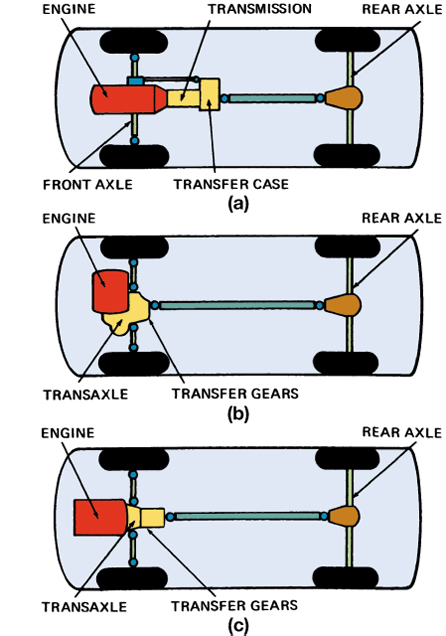 ENGINE TRANSMISSION REAR AXLE
FRONT AXLE TRANSFER CASE
(a)
ENGINE REAR AXLE
TRANSAXLE TRANSFER GEARS
(b)
ENGINE REAR AXLE
TRANSAXLE TRANSFER GEARS
(c)